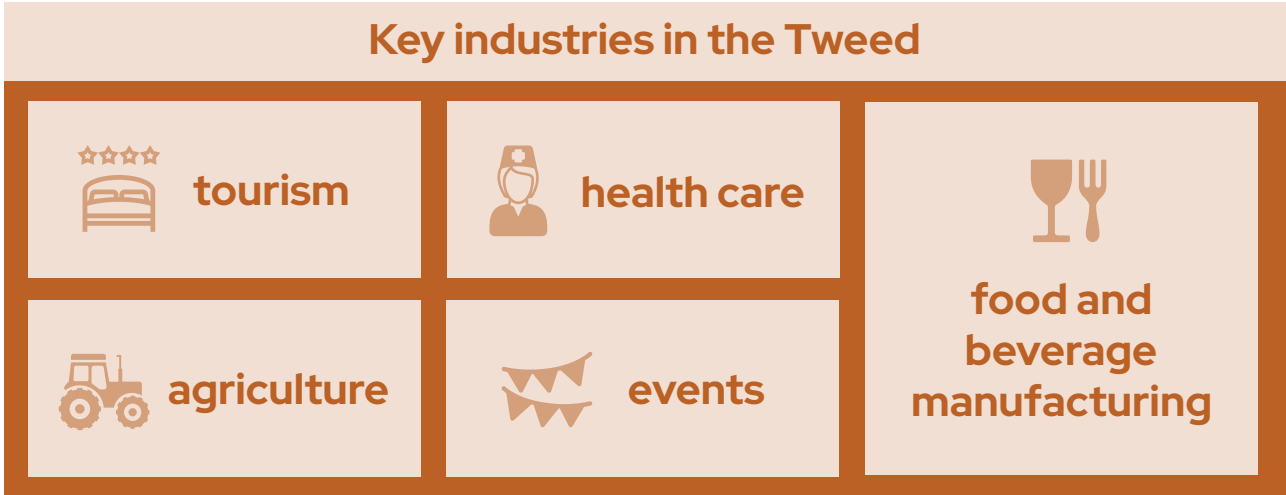 Key industries in the Tweed
tourism
health care
agriculture
events
food and
beverage
manufacturing